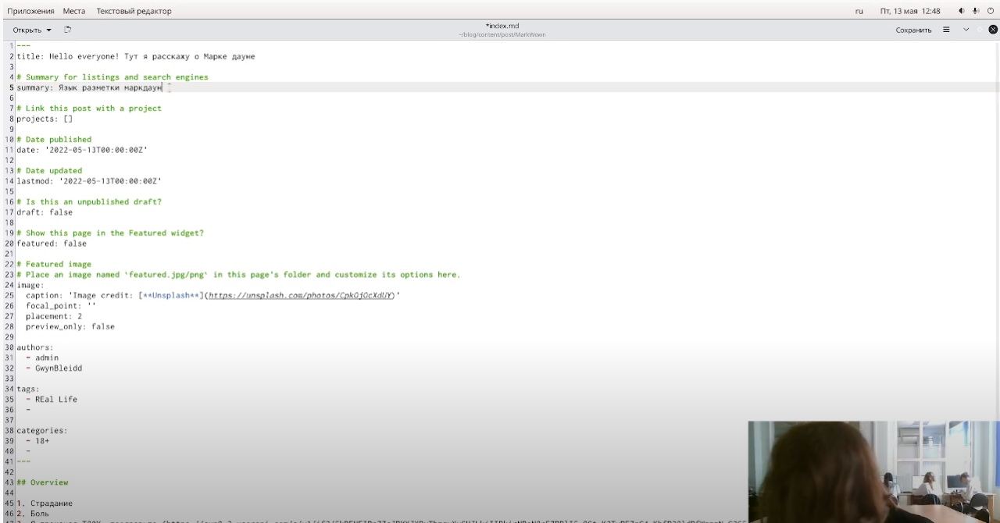 Приложения Места Текстовый редактор ru Пт, 13 мая 12:48
Открыть *index.md Сохранить
~/blog/content/post/MarkWown
1 ---
2 title: Hello everyone! Тут я расскажу о Марке дауне
3
4 # Summary for listings and search engines
5 summary: Язык разметки маркдаун
6
7 # Link this post with a project
8 projects: []
9
10 # Date published
11 date: '2022-05-13T00:00:00Z'
12
13 # Date updated
14 lastmod: '2022-05-13T00:00:00Z'
15
16 # Is this an unpublished draft?
17 draft: false
18
19 # Show this page in the Featured widget?
20 featured: false
21
22 # Featured image
23 # Place an image named `featured.jpg/png` in this page's folder and customize its options here.
24 image:
25 caption: 'Image credit: [**Unsplash**](https://unsplash.com/photos/CpkOjOcXdUY)'
26 focal_point: ''
27 placement: 2
28 preview_only: false
29
30 authors:
31 - admin
32 - GwynBleidd
33
34 tags:
35 - REal Life
36 -
37
38 categories:
39 - 18+
40 -
41 ---
42
43 ## Overview
44
45 1. Страдание
46 2. Боль